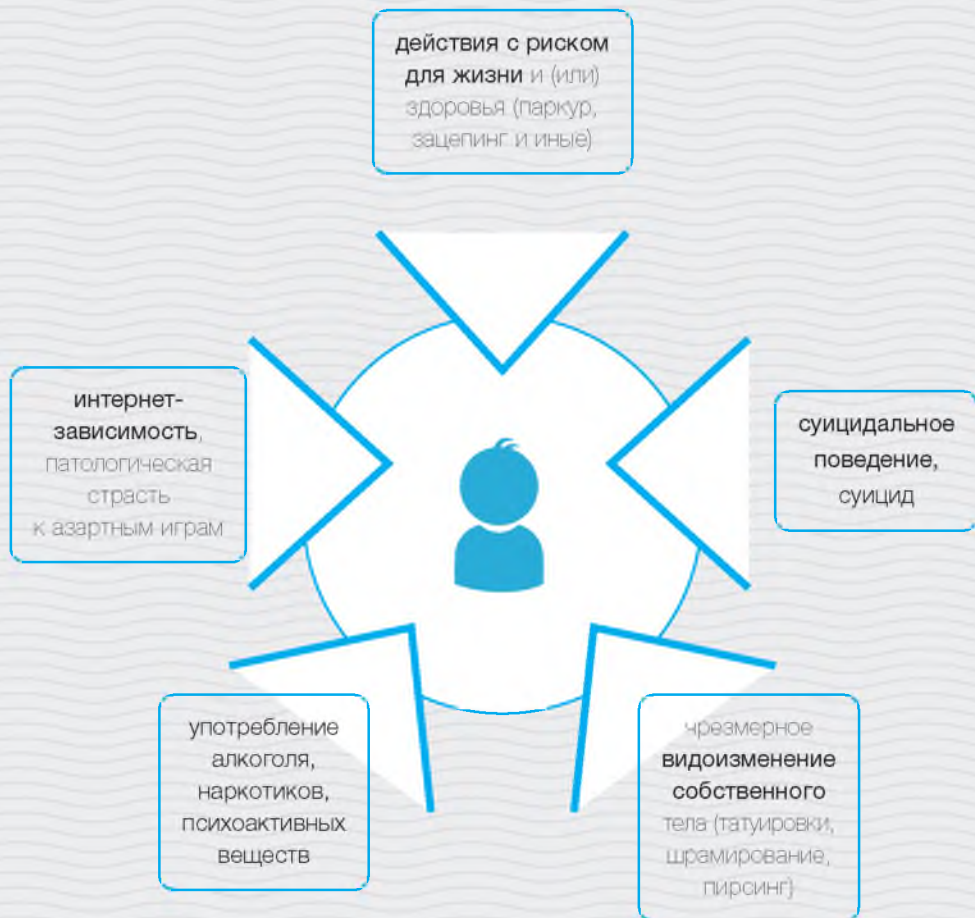 действия с риском
для жизни и (или)
здоровья (паркур,
зацепинг и иные)
интернет-
зависимость,
патологическая
страсть
к азартным играм
суицидальное
поведение,
суицид
употребление
алкоголя,
наркотиков,
психоактивных
веществ
чрезмерное
видоизменение
собственного
тела (татуировки,
шрамирование,
пирсинг)